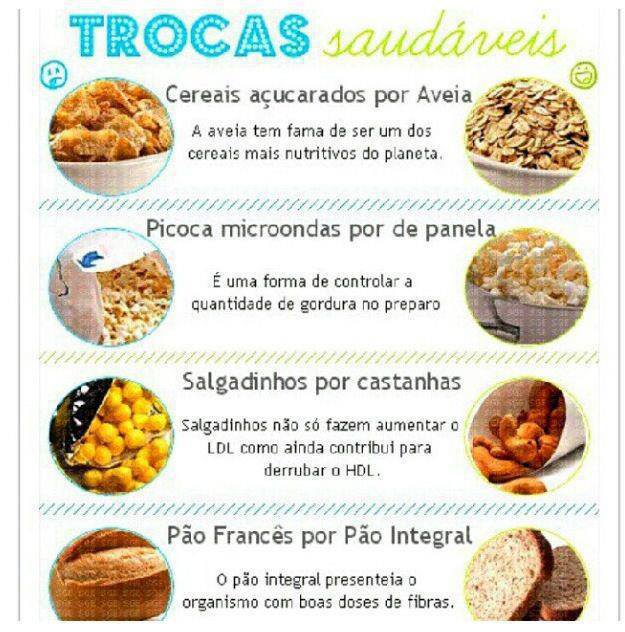 TROCAS saudáveis
Cereais açucarados por Aveia
A aveia tem fama de ser um dos
cereais mais nutritivos do planeta.
Picoca microondas por de panela
É uma forma de controlar a
quantidade de gordura no preparo
Salgadinhos por castanhas
Salgadinhos não só fazem aumentar o
LDL como ainda contribui para
derrubar o HDL.
Pão Francês por Pão Integral
O pão integral presenteia o
organismo com boas doses de fibras.